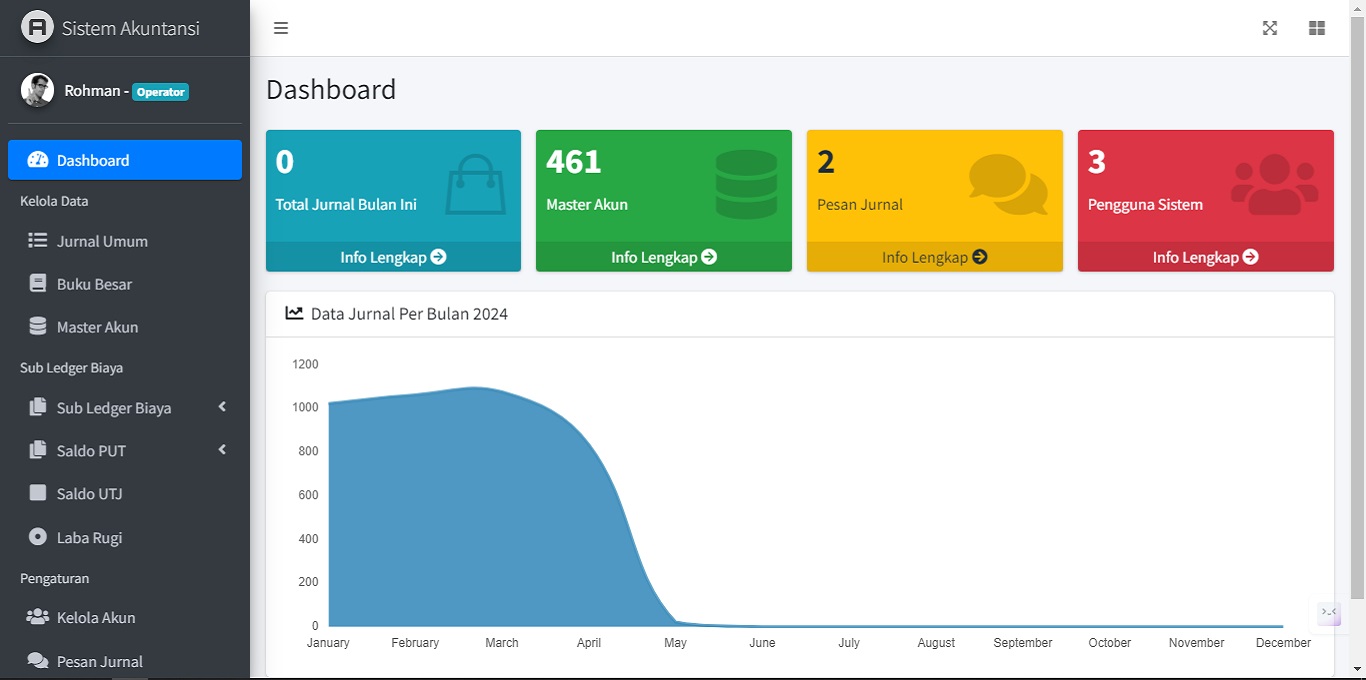 Sistem Akuntansi
Rohman - Operator
Dashboard
Kelola Data
Jurnal Umum
Buku Besar
Master Akun
Sub Ledger Biaya
Sub Ledger Biaya
Saldo PUT
Saldo UTJ
Laba Rugi
Pengaturan
Kelola Akun
Pesan Jurnal
Dashboard
0
Total Jurnal Bulan Ini
Info Lengkap
461
Master Akun
Info Lengkap
2
Pesan Jurnal
Info Lengkap
3
Pengguna Sistem
Info Lengkap
Data Jurnal Per Bulan 2024
1200
1000
800
600
400
200
0
January February March April May June July August September October November December